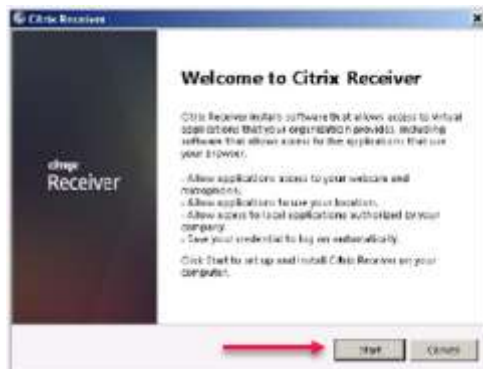 Citrix Receiver
Welcome to Citrix Receiver
Citrix Receiver installs software that allows access to virtual
applications that your organization provides, including
software that allows access to the applications that use
your browser.
- Allow applications access to your webcam and
microphone.
- Allow applications to use your location.
- Allow access to local applications authorized by your
company.
- Save your credential to log on automatically.
Click Start to set up and install Citrix Receiver on your
computer.
citrix
Receiver
Start
Cancel